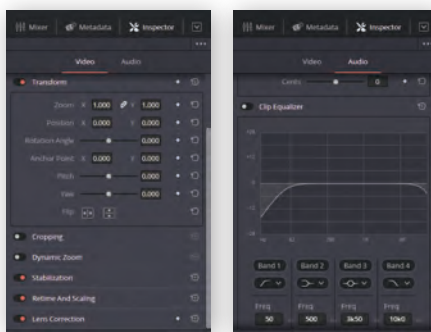 Mixer Metadata Inspector
Video Audio
Transform
Zoom X 1.000 Y 1.000
Position X 0.000 Y 0.000
Rotation Angle 0.000
Anchor Point X 0.000 Y 0.000
Pitch 0.000
Yaw 0.000
Flip
Cropping
Dynamic Zoom
Stabilization
Retime And Scaling
Lens Correction
Mixer Metadata Inspector
Video Audio
Cents 0
Clip Equalizer
Band 1 Band 2 Band 3 Band 4
Freq Freq Freq Freq
50 500 3k50 10k0